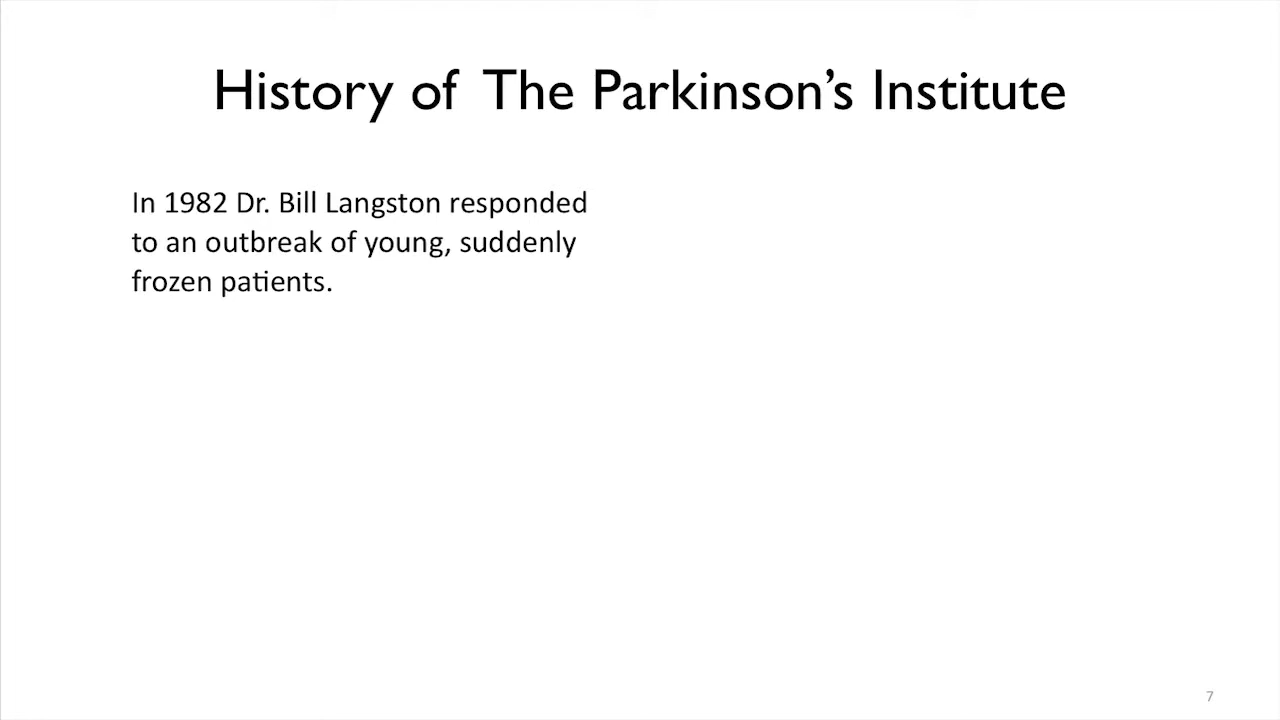 History of The Parkinson’s Institute
In 1982 Dr. Bill Langston responded
to an outbreak of young, suddenly
frozen patients.
7